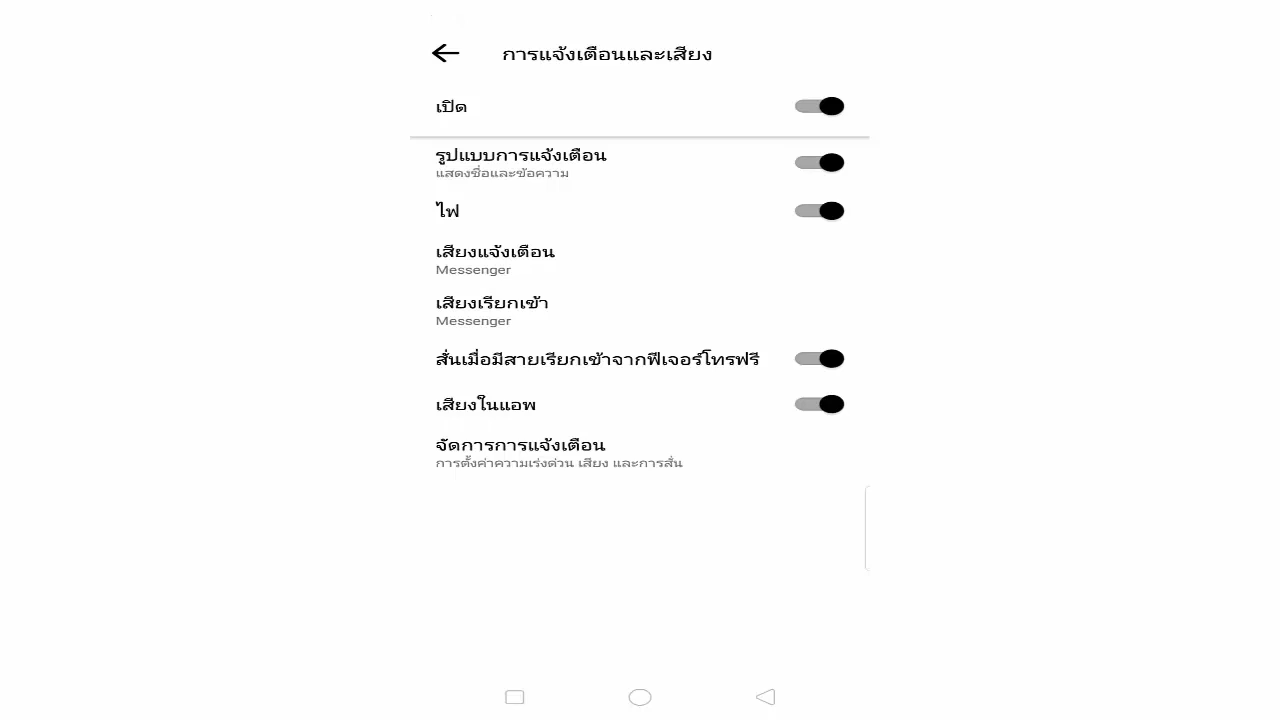 การแจ้งเตือนและเสียง
เปิด
รูปแบบการแจ้งเตือน
แสดงชื่อและข้อความ
ไฟ
เสียงแจ้งเตือน
Messenger
เสียงเรียกเข้า
Messenger
สั่นเมื่อมีสายเรียกเข้าจากฟีเจอร์โทรฟรี
เสียงในแอพ
จัดการการแจ้งเตือน
การตั้งค่าความเร่งด่วน เสียง และการสั่น